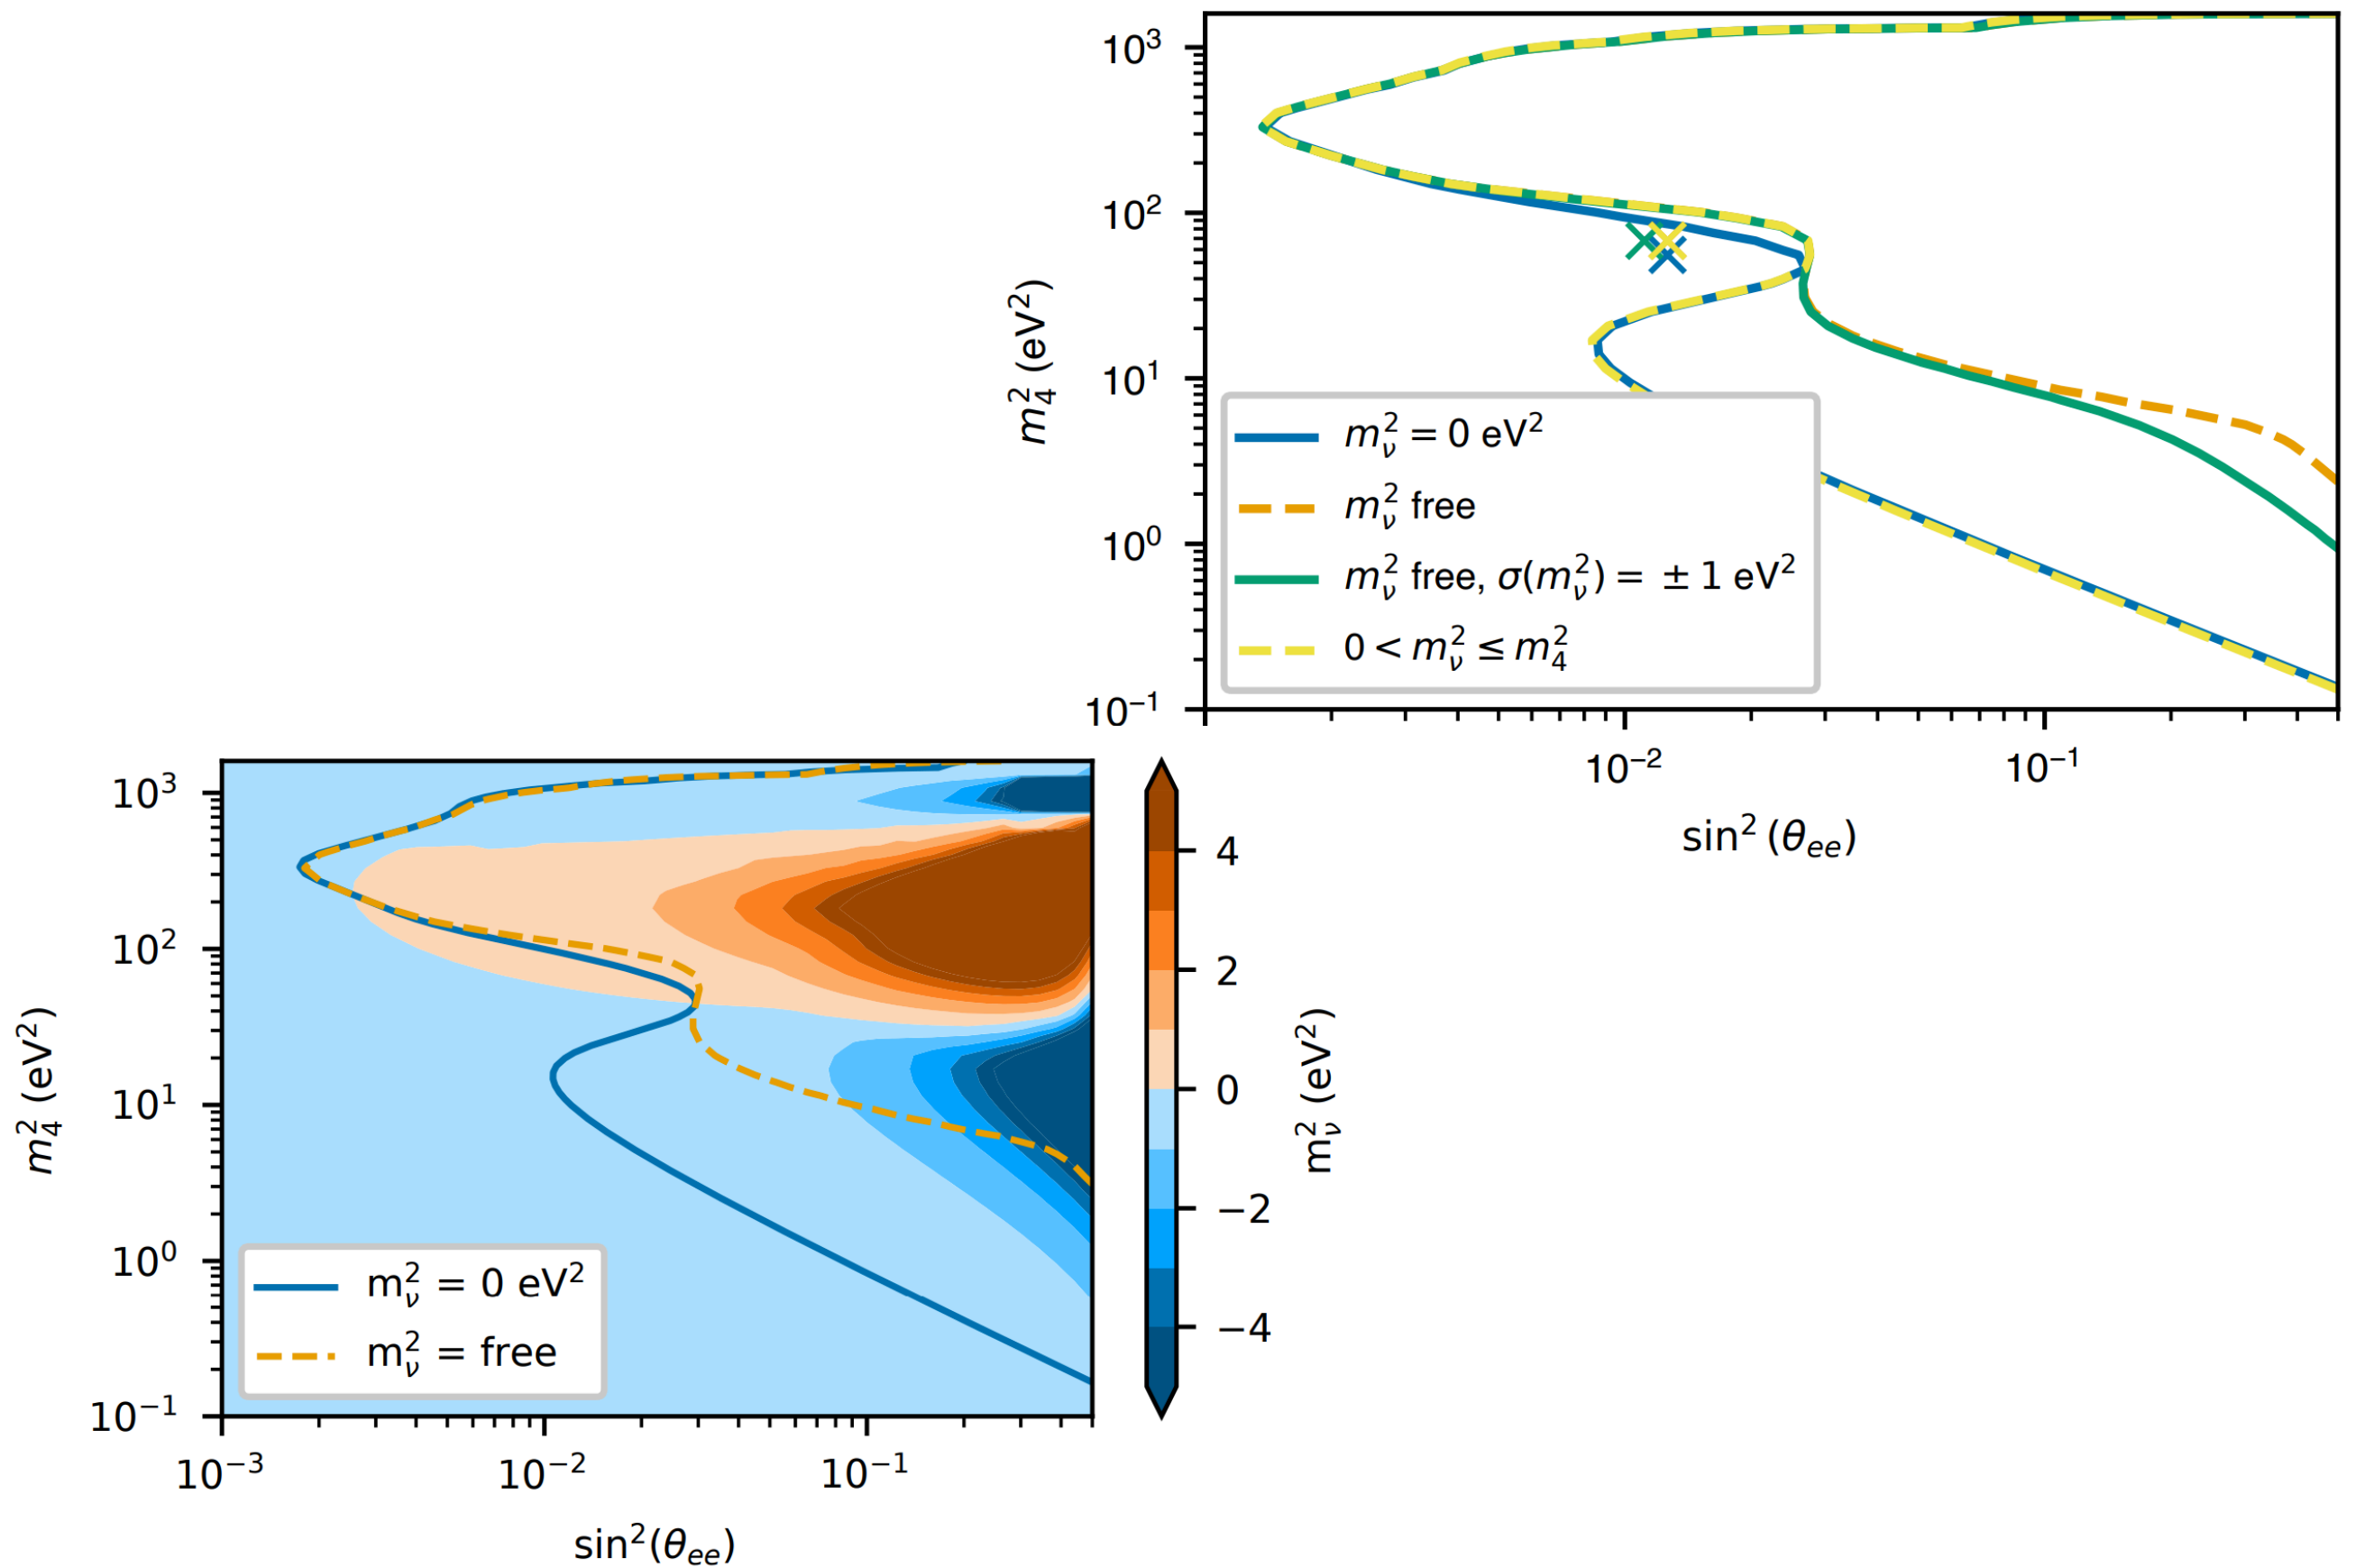 10³
10²
10¹
10⁰
10⁻¹
m₄² (eV²)
m_ν² = 0 eV²
m_ν² free
m_ν² free, σ(m_ν²) = ± 1 eV²
0 < m_ν² ≤ m₄²
10⁻² 10⁻¹
sin² (θ_ee)
10³
10²
10¹
10⁰
10⁻¹
m₄² (eV²)
m_ν² = 0 eV²
m_ν² = free
10⁻³ 10⁻² 10⁻¹
sin²(θ_ee)
4
2
0
−2
−4
m_ν² (eV²)